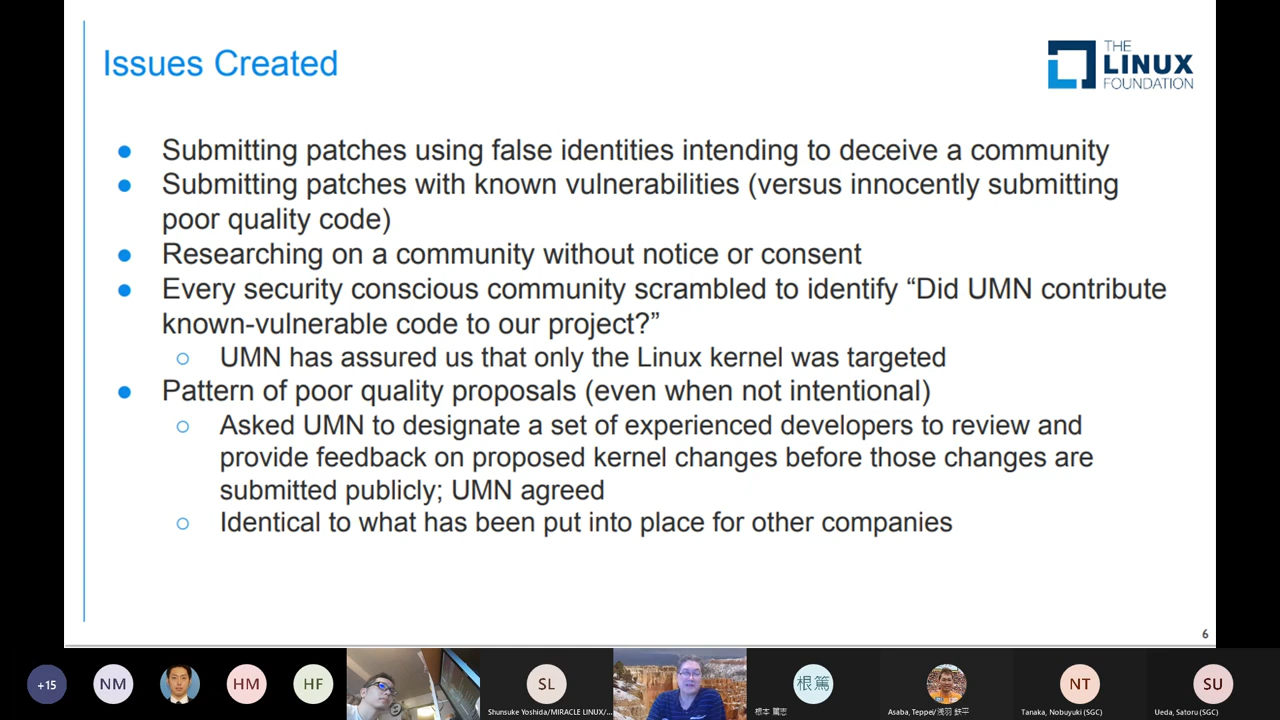 Issues Created
THE
LINUX
FOUNDATION
● Submitting patches using false identities intending to deceive a community
● Submitting patches with known vulnerabilities (versus innocently submitting
poor quality code)
● Researching on a community without notice or consent
● Every security conscious community scrambled to identify “Did UMN contribute
known-vulnerable code to our project?”
○ UMN has assured us that only the Linux kernel was targeted
● Pattern of poor quality proposals (even when not intentional)
○ Asked UMN to designate a set of experienced developers to review and
provide feedback on proposed kernel changes before those changes are
submitted publicly; UMN agreed
○ Identical to what has been put into place for other companies
6
+15
NM
HM
HF
SL
根篤
NT
SU
Shunsuke Yoshida/MIRACLE LINUX/...
根本 篤志
Asaba, Teppei/浅羽 鉄平
Tanaka, Nobuyuki (SGC)
Ueda, Satoru (SGC)